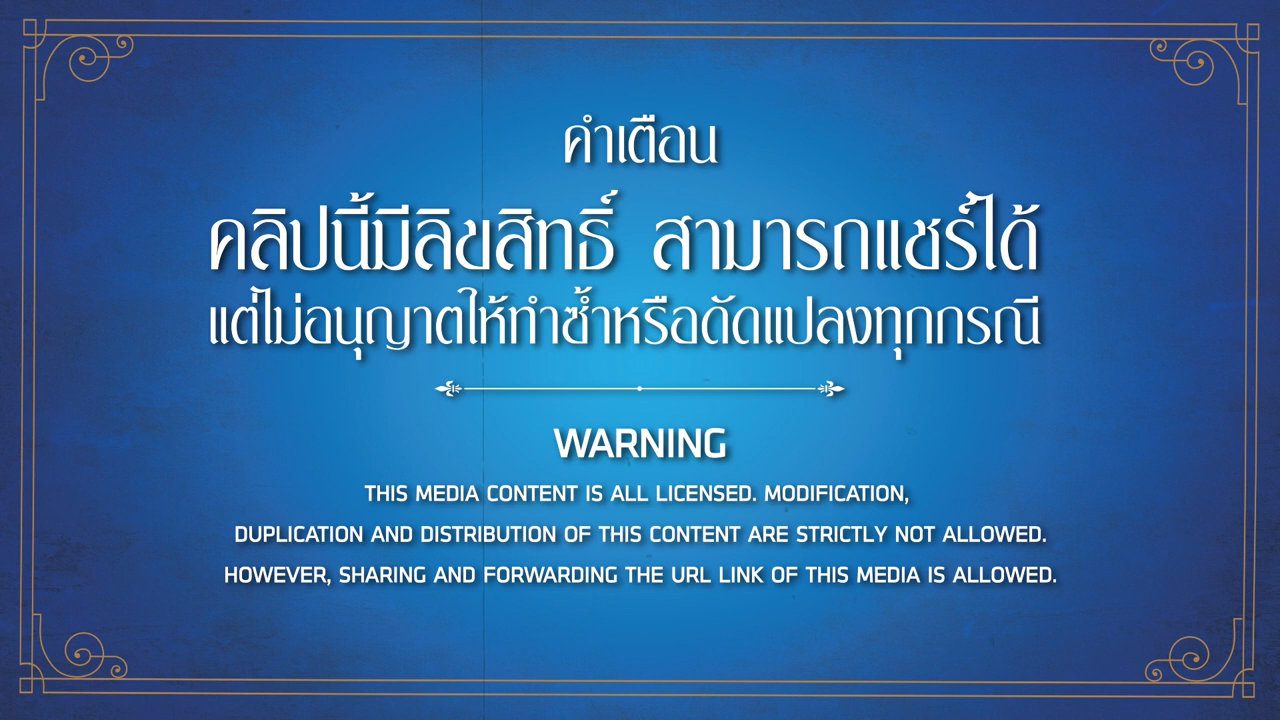 คำเตือน
คลิปนี้มีลิขสิทธิ์ สามารถแชร์ได้
แต่ไม่อนุญาตให้ทำซ้ำหรือดัดแปลงทุกกรณี
WARNING
THIS MEDIA CONTENT IS ALL LICENSED. MODIFICATION,
DUPLICATION AND DISTRIBUTION OF THIS CONTENT ARE STRICTLY NOT ALLOWED.
HOWEVER, SHARING AND FORWARDING THE URL LINK OF THIS MEDIA IS ALLOWED.